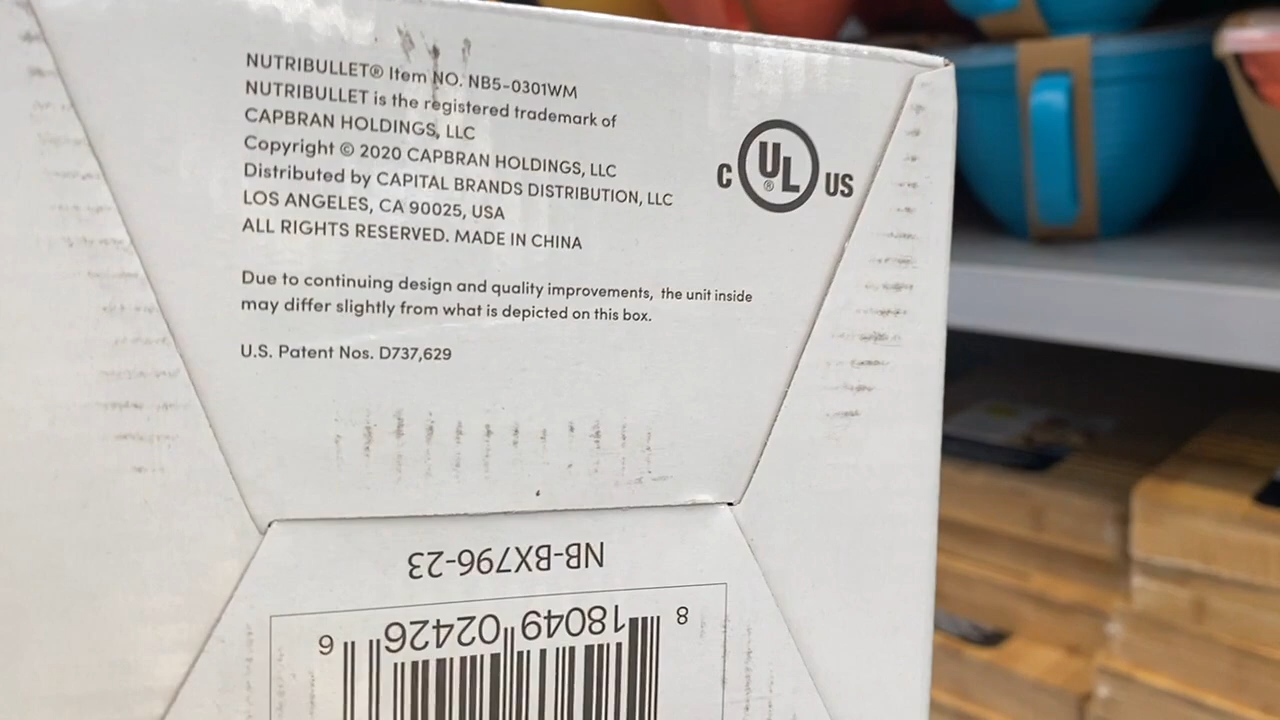 NUTRIBULLET® Item NO. NB5-0301WM
NUTRIBULLET is the registered trademark of
CAPBRAN HOLDINGS, LLC
Copyright © 2020 CAPBRAN HOLDINGS, LLC
Distributed by CAPITAL BRANDS DISTRIBUTION, LLC
LOS ANGELES, CA 90025, USA
ALL RIGHTS RESERVED. MADE IN CHINA
C UL® US
Due to continuing design and quality improvements, the unit inside
may differ slightly from what is depicted on this box.
U.S. Patent Nos. D737,629
NB-BX796-23
8 18049 02426 9